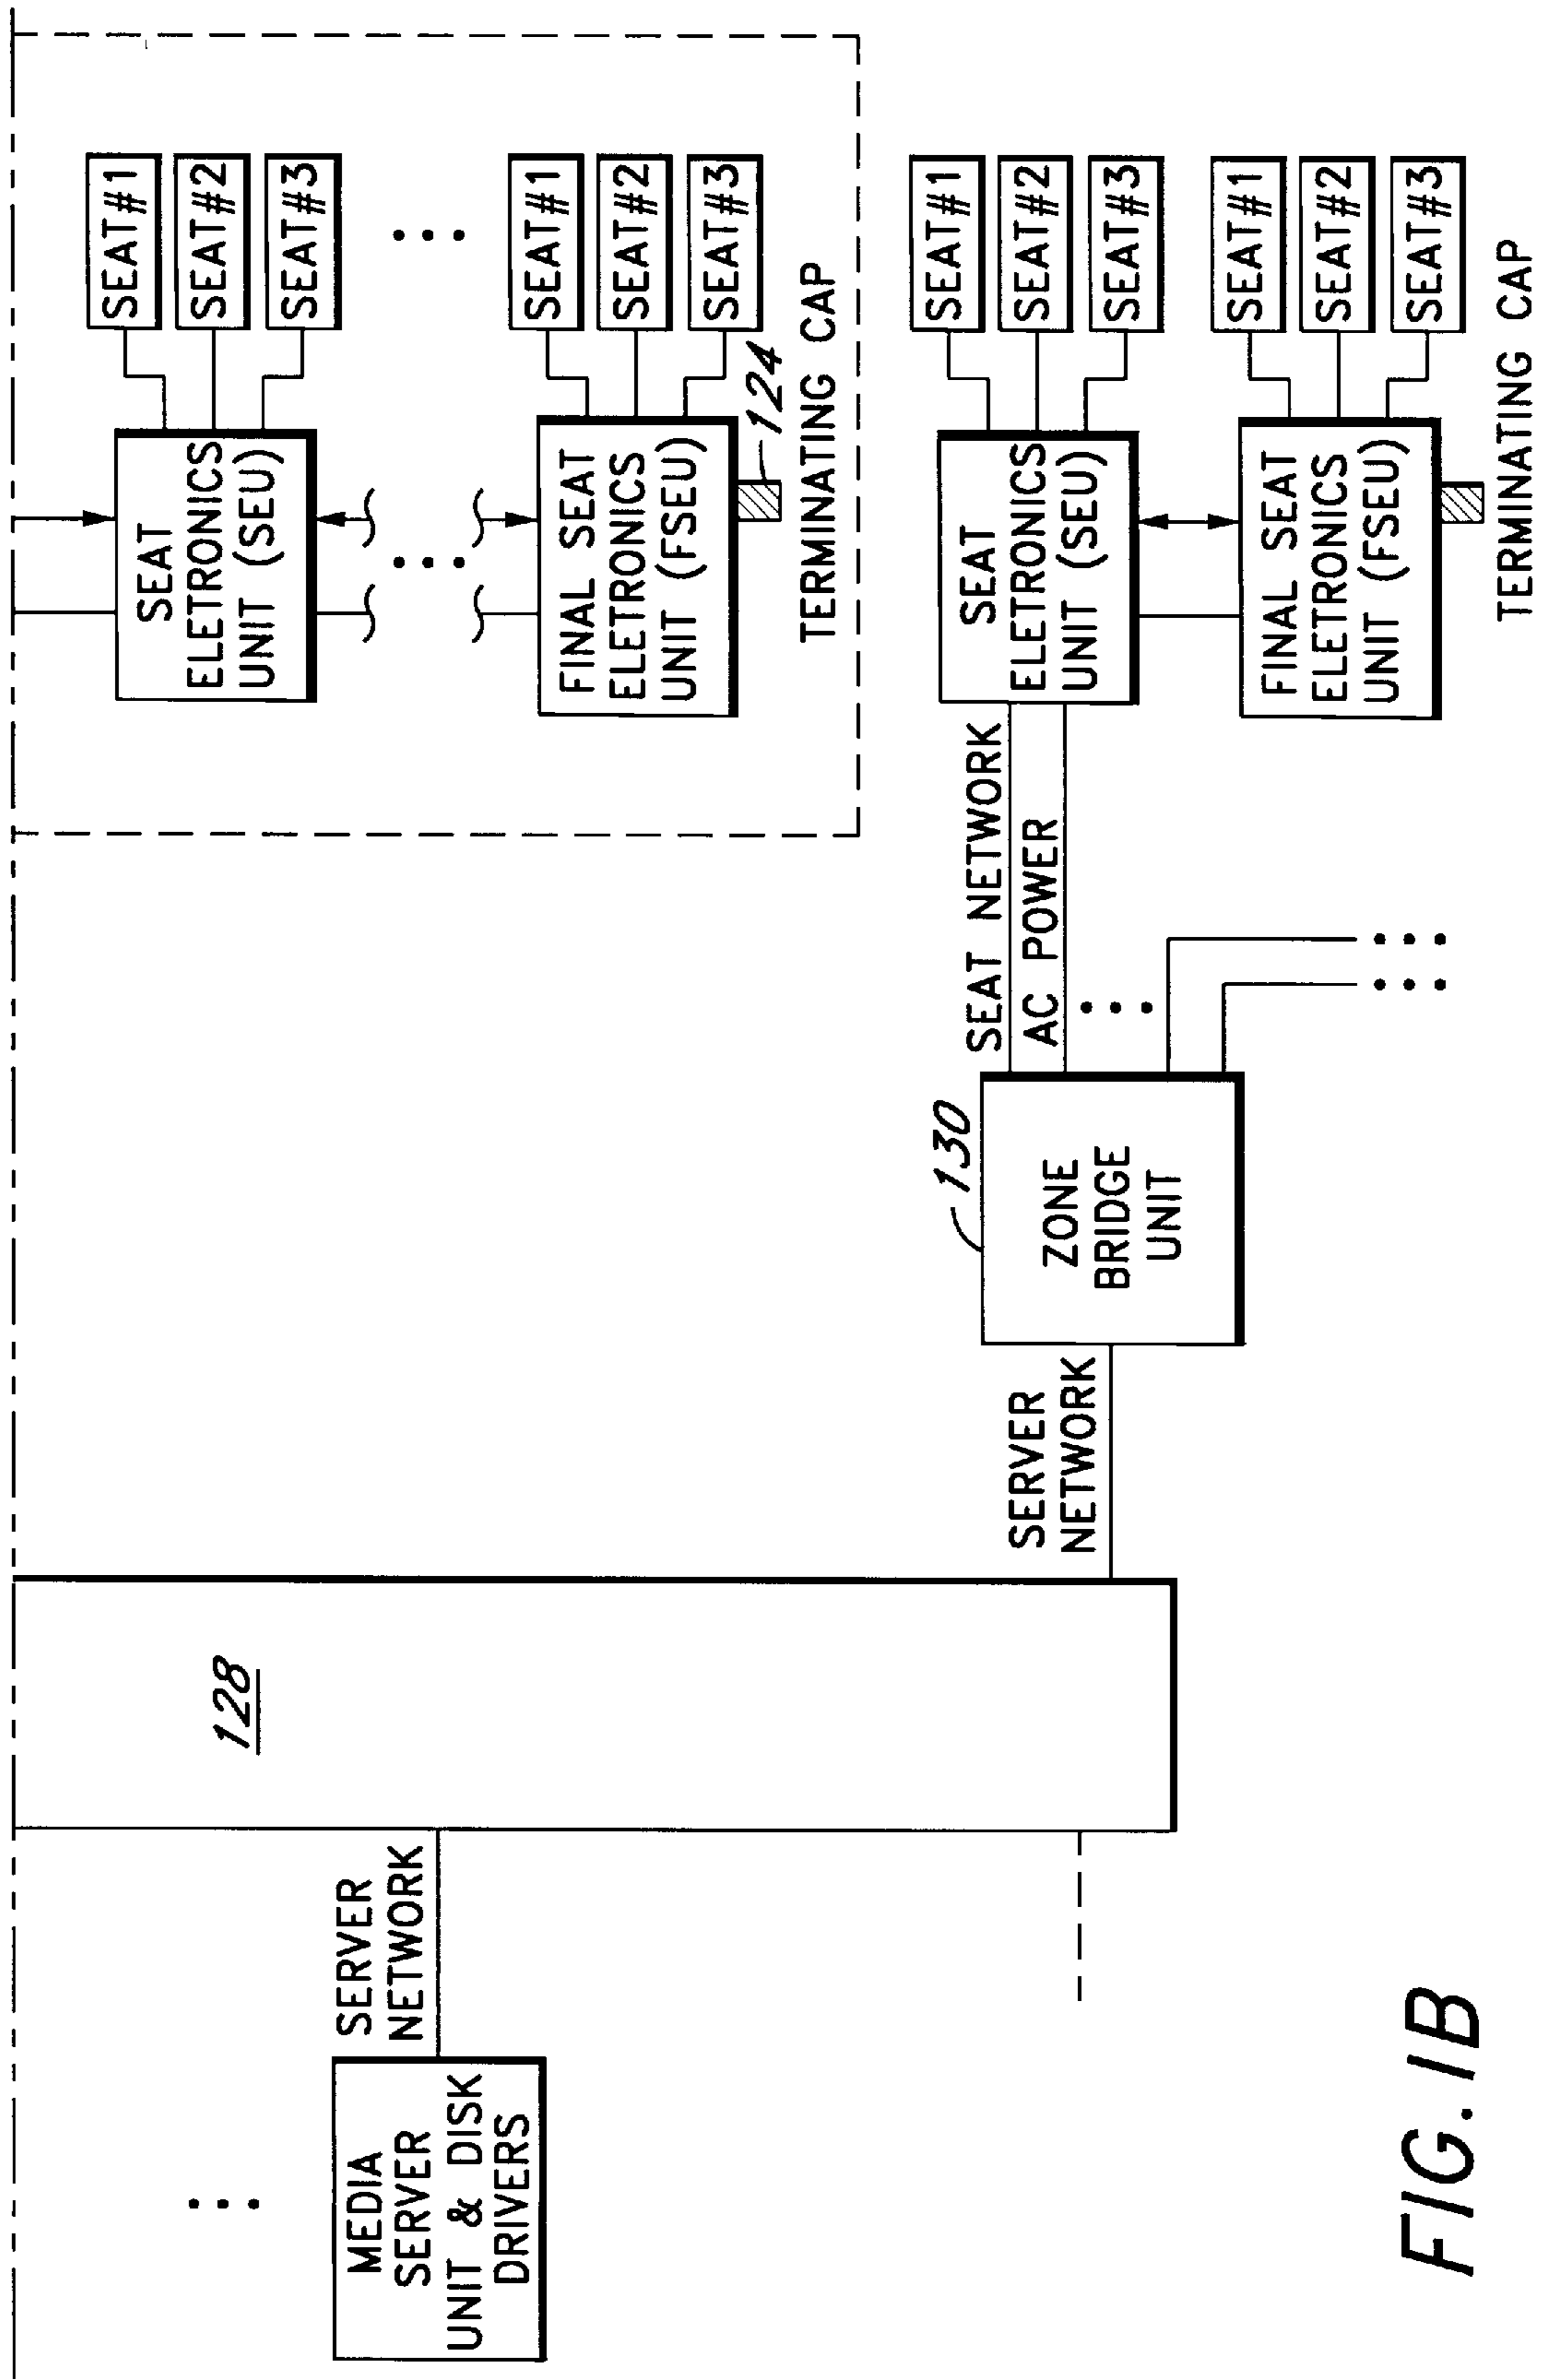 MEDIA
SERVER
UNIT & DISK
DRIVERS
SERVER
NETWORK
128
SERVER
NETWORK
130
ZONE
BRIDGE
UNIT
SEAT NETWORK
AC POWER
SEAT
ELETRONICS
UNIT (SEU)
SEAT#1
SEAT#2
SEAT#3
FINAL SEAT
ELETRONICS
UNIT (FSEU)
SEAT#1
SEAT#2
SEAT#3
124
TERMINATING CAP
SEAT
ELETRONICS
UNIT (SEU)
SEAT#1
SEAT#2
SEAT#3
FINAL SEAT
ELETRONICS
UNIT (FSEU)
SEAT#1
SEAT#2
SEAT#3
TERMINATING CAP
FIG. 1B